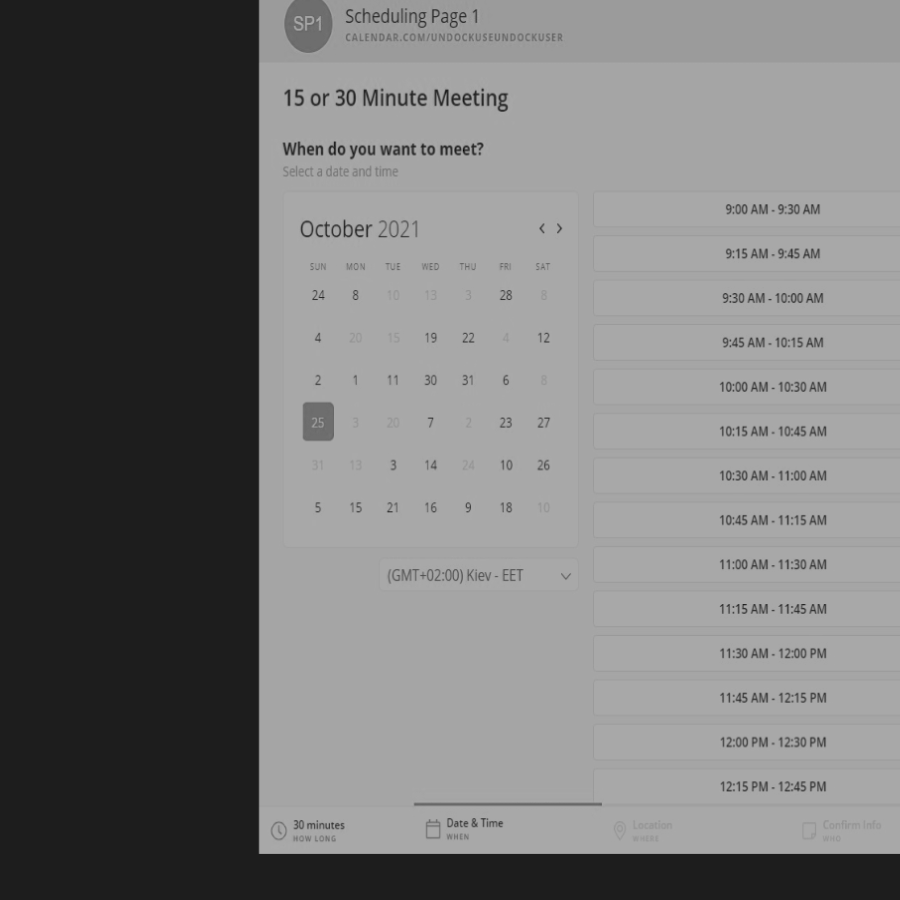 SP1
Scheduling Page 1
CALENDAR.COM/UNDOCKUSEUNDOCKUSER
15 or 30 Minute Meeting
When do you want to meet?
Select a date and time
October 2021
SUN MON TUE WED THU FRI SAT
24 8 10 13 3 28 8
4 20 15 19 22 4 12
2 1 11 30 31 6 8
25 3 20 7 2 23 27
31 13 3 14 24 10 26
5 15 21 16 9 18 10
(GMT+02:00) Kiev - EET
9:00 AM - 9:30 AM
9:15 AM - 9:45 AM
9:30 AM - 10:00 AM
9:45 AM - 10:15 AM
10:00 AM - 10:30 AM
10:15 AM - 10:45 AM
10:30 AM - 11:00 AM
10:45 AM - 11:15 AM
11:00 AM - 11:30 AM
11:15 AM - 11:45 AM
11:30 AM - 12:00 PM
11:45 AM - 12:15 PM
12:00 PM - 12:30 PM
12:15 PM - 12:45 PM
30 minutes
HOW LONG
Date & Time
WHEN
Location
WHERE
Confirm Info
WHO